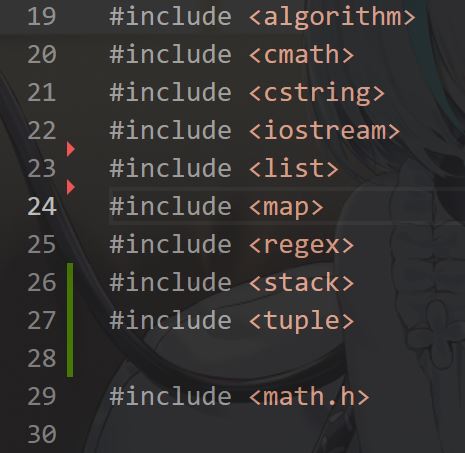 19 #include <algorithm>
20 #include <cmath>
21 #include <cstring>
22 #include <iostream>
23 #include <list>
24 #include <map>
25 #include <regex>
26 #include <stack>
27 #include <tuple>
28
29 #include <math.h>
30